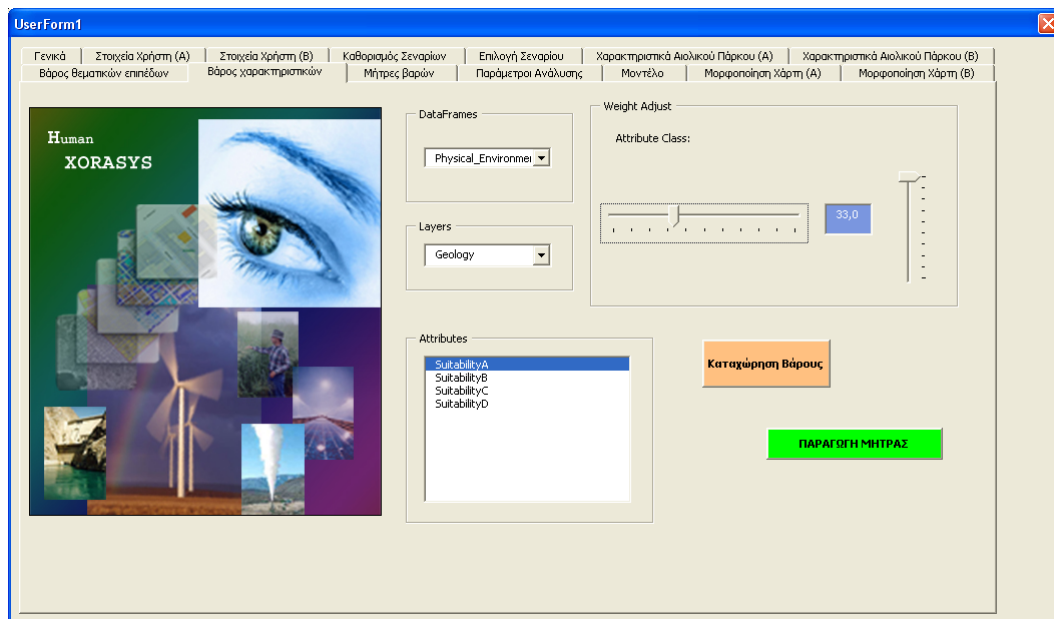 UserForm1
Γενικά
Στοιχεία Χρήστη (Α)
Στοιχεία Χρήστη (Β)
Καθορισμός Σεναρίων
Επιλογή Σεναρίου
Χαρακτηριστικά Αιολικού Πάρκου (Α)
Χαρακτηριστικά Αιολικού Πάρκου (Β)
Βάρος θεματικών επιπέδων
Βάρος χαρακτηριστικών
Μήτρες βαρών
Παράμετροι Ανάλυσης
Μοντέλο
Μορφοποίηση Χάρτη (Α)
Μορφοποίηση Χάρτη (Β)
Human
XORASYS
DataFrames
Physical_Environmei
Layers
Geology
Weight Adjust
Attribute Class:
33,0
Attributes
SuitabilityA
SuitabilityB
SuitabilityC
SuitabilityD
Καταχώρηση Βάρους
ΠΑΡΑΓΩΓΗ ΜΗΤΡΑΣ